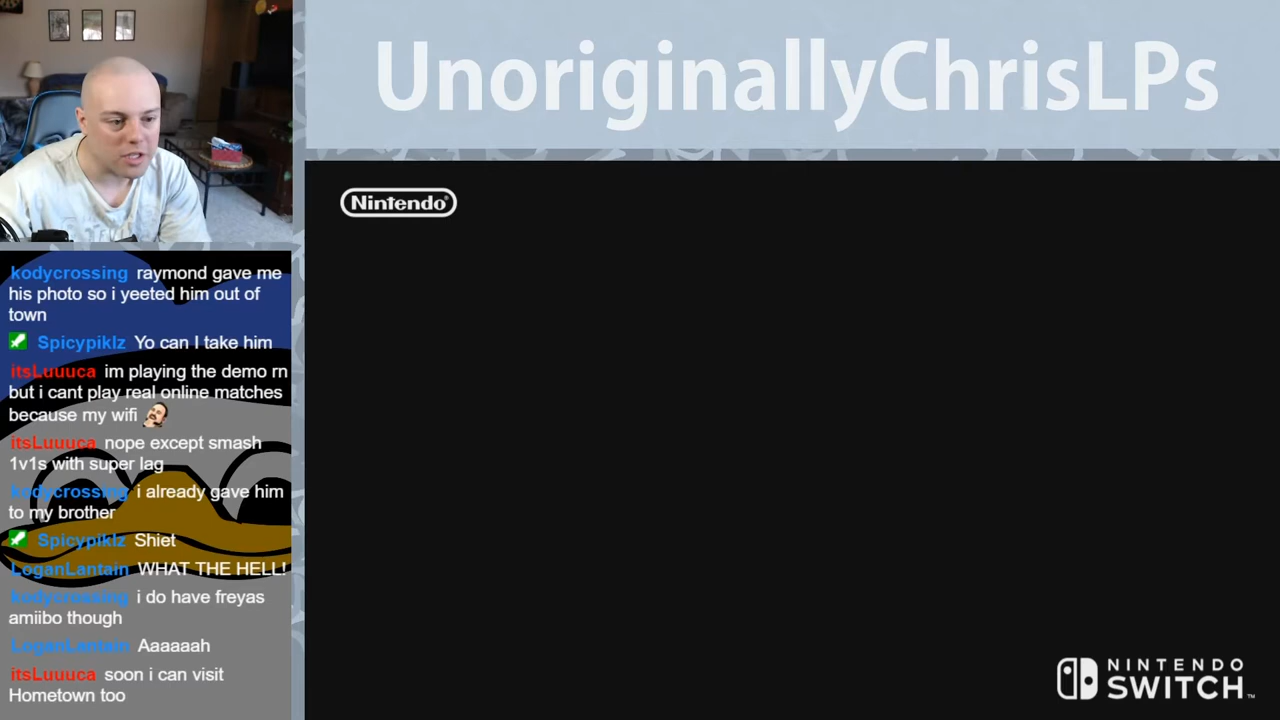 UnoriginallyChrisLPs
Nintendo®
kodycrossing raymond gave me
his photo so i yeeted him out of
town
Spicypiklz Yo can I take him
itsLuuuca im playing the demo rn
but i cant play real online matches
because my wifi
itsLuuuca nope except smash
1v1s with super lag
kodycrossing i already gave him
to my brother
Spicypiklz Shiet
LoganLantain WHAT THE HELL!
kodycrossing i do have freyas
amiibo though
LoganLantain Aaaaaah
itsLuuuca soon i can visit
Hometown too
NINTENDO
SWITCH™